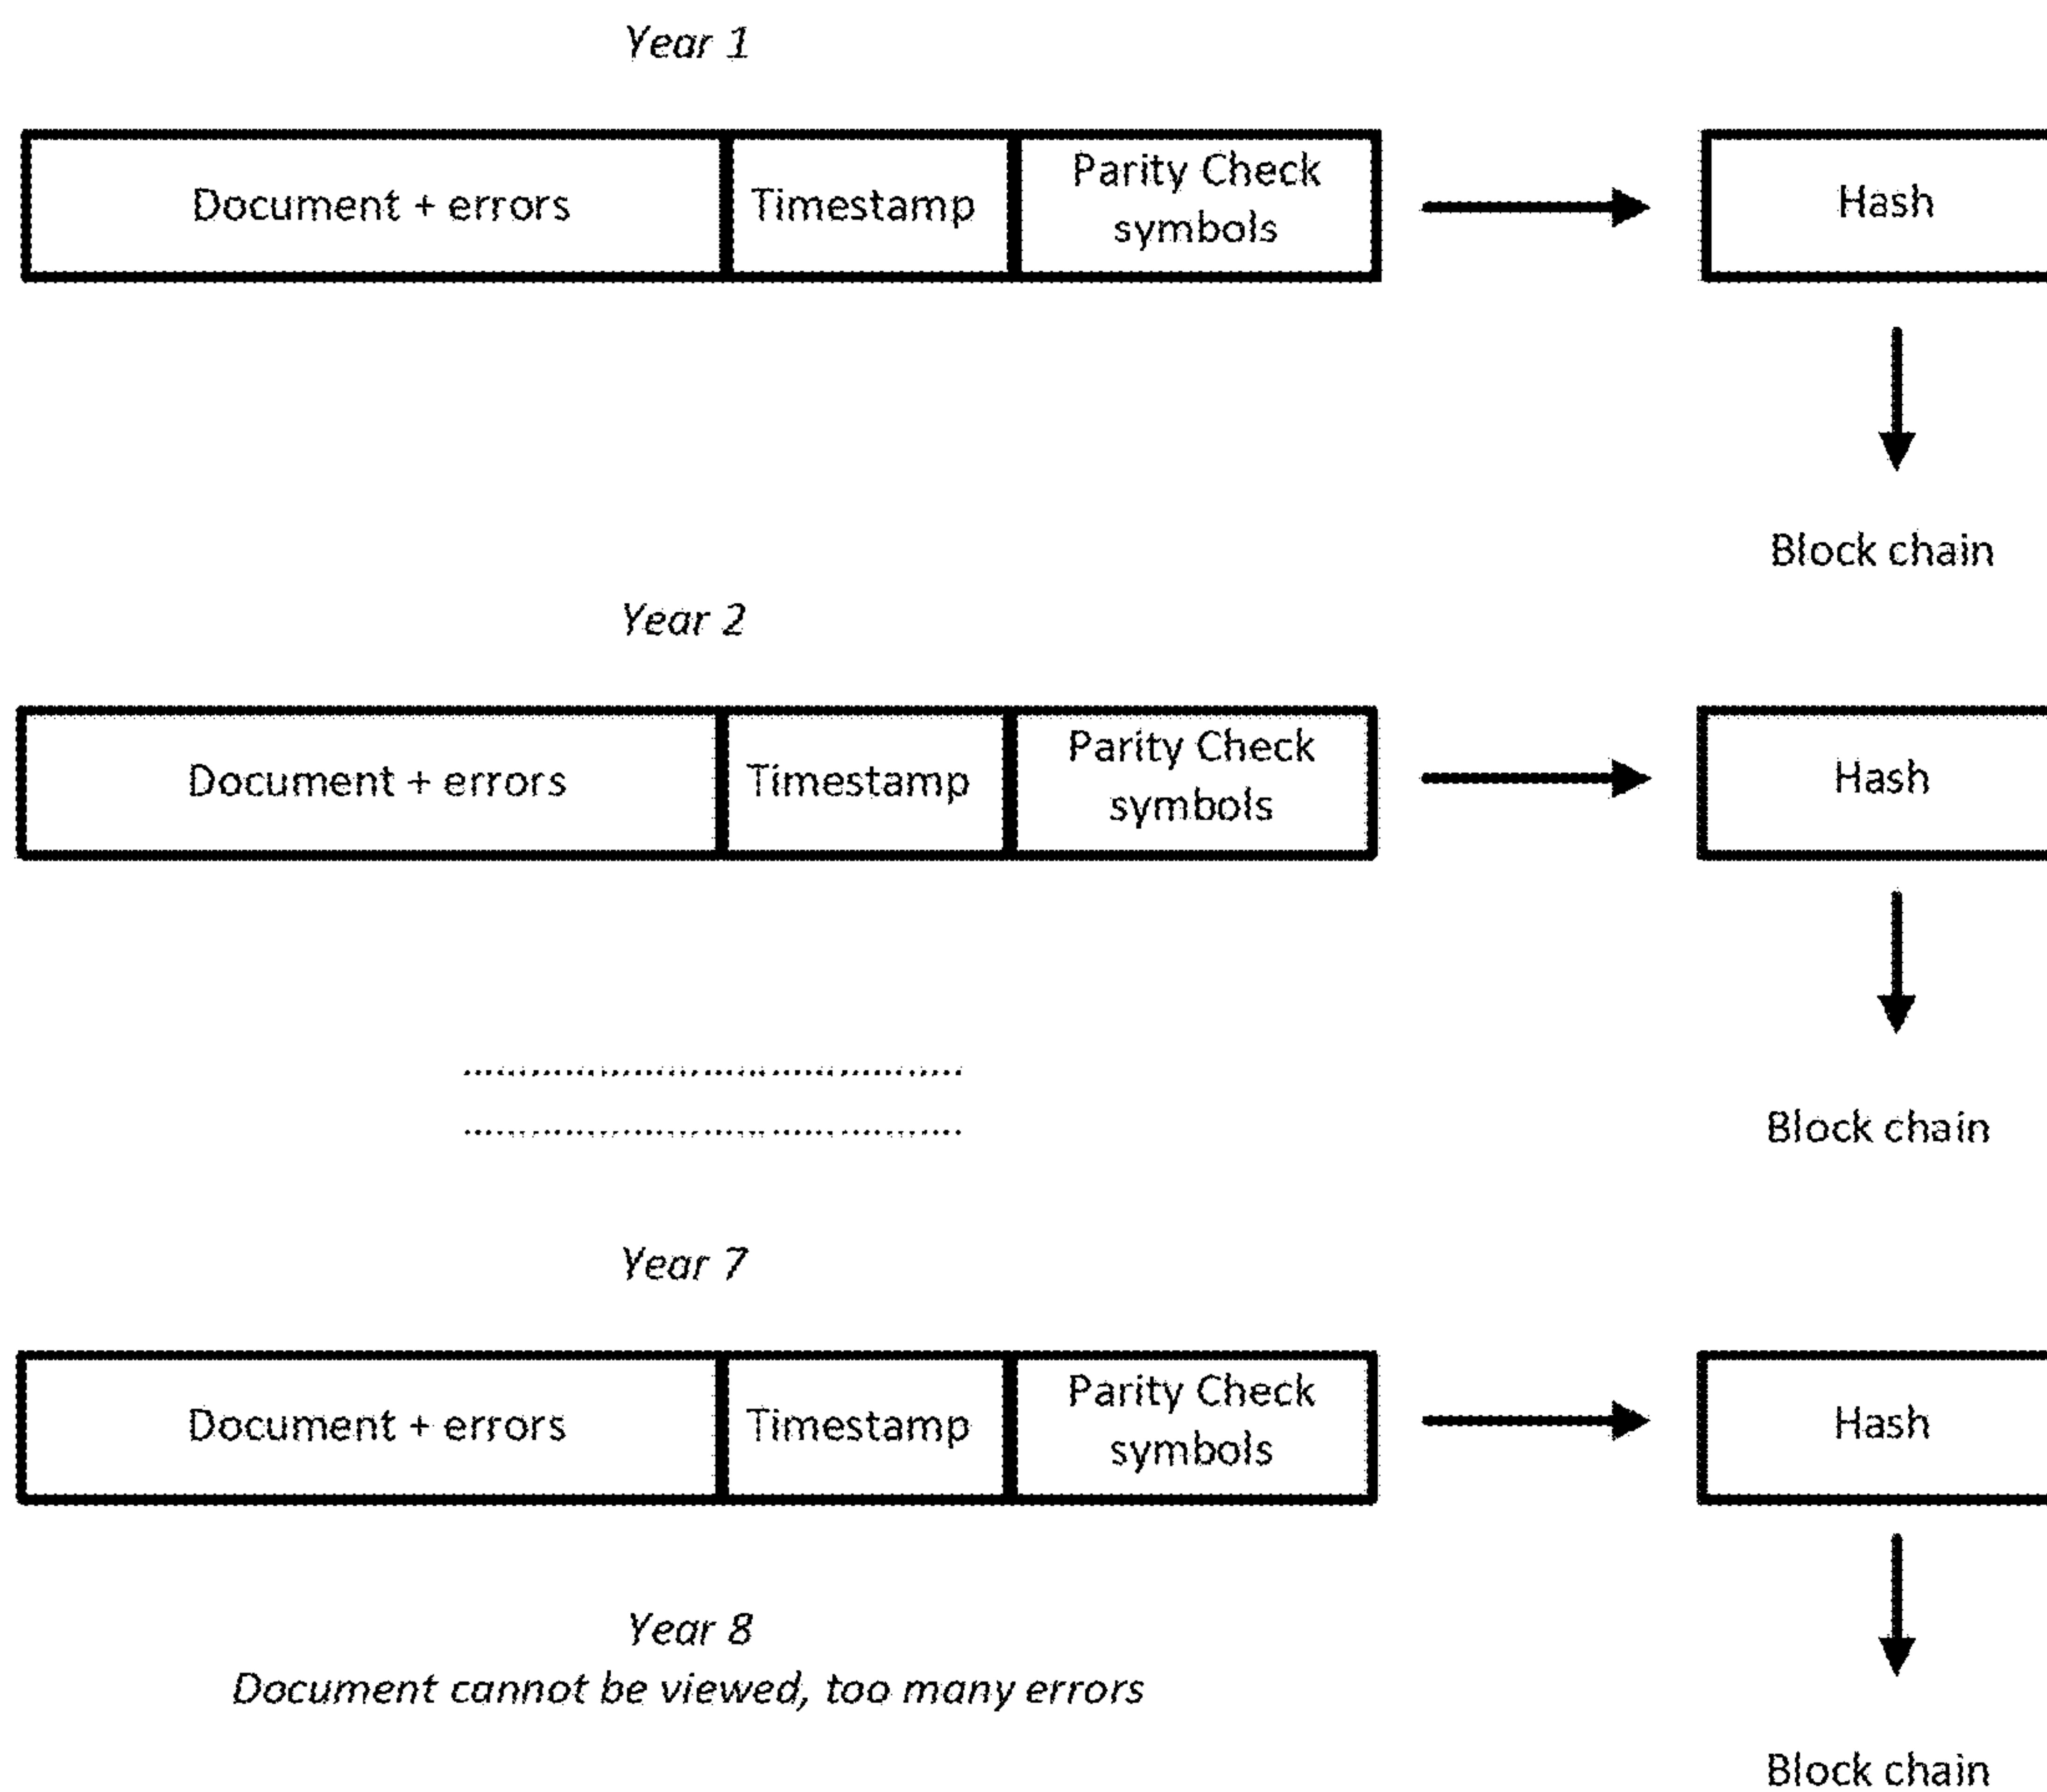 Year 1
Document + errors
Timestamp
Parity Check
symbols
Hash
Block chain
Year 2
Document + errors
Timestamp
Parity Check
symbols
Hash
Block chain
Year 7
Document + errors
Timestamp
Parity Check
symbols
Hash
Year 8
Document cannot be viewed, too many errors
Block chain